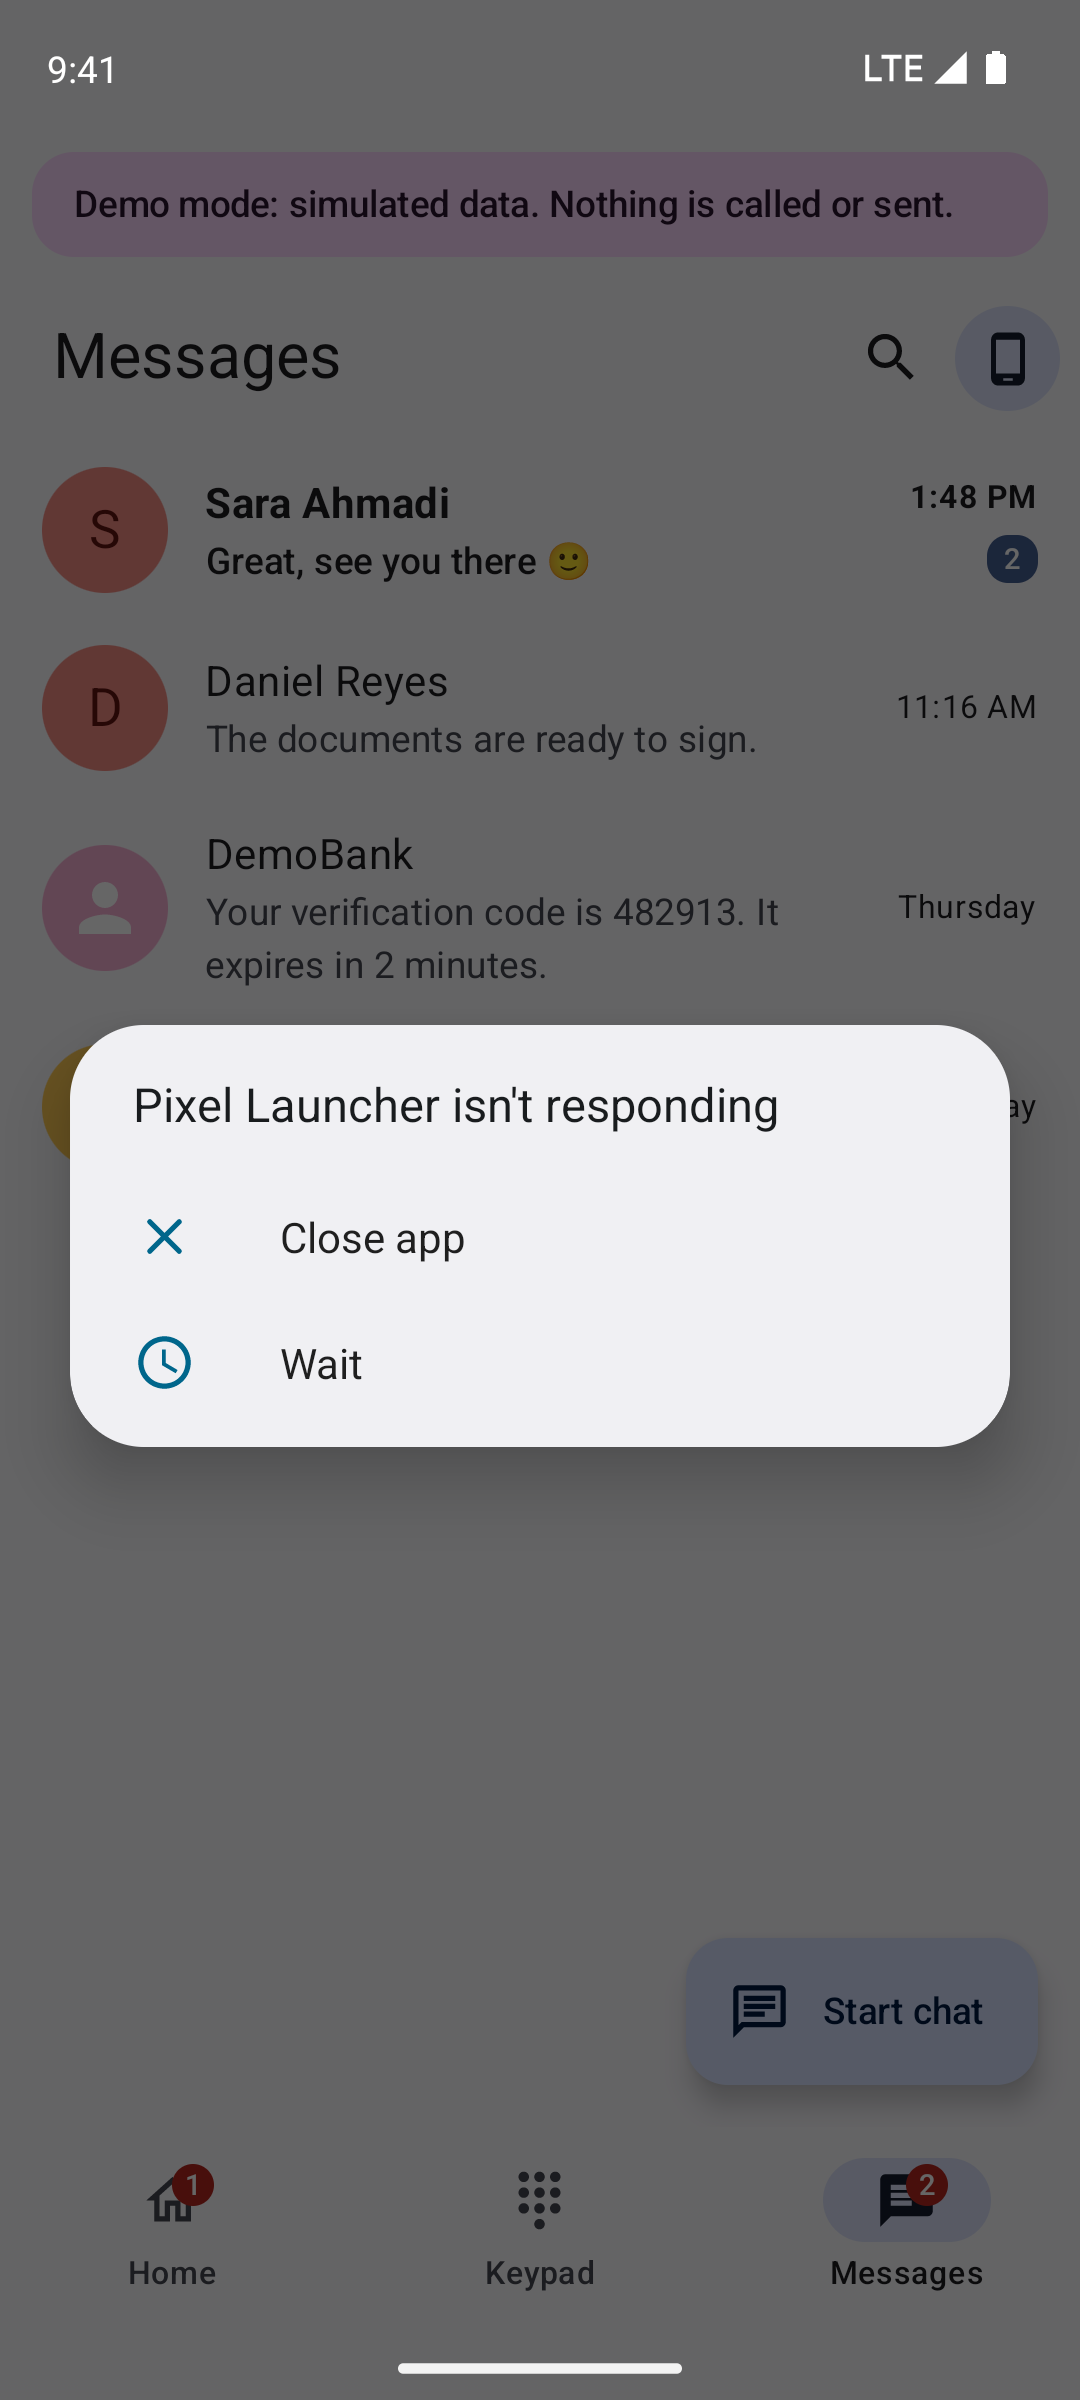 9:41
LTE
Demo mode: simulated data. Nothing is called or sent.
Messages
S
Sara Ahmadi
1:48 PM
Great, see you there 🙂
2
D
Daniel Reyes
11:16 AM
The documents are ready to sign.
DemoBank
Your verification code is 482913. It
Thursday
expires in 2 minutes.
ay
Pixel Launcher isn't responding
Close app
Wait
Start chat
1
2
Home
Keypad
Messages